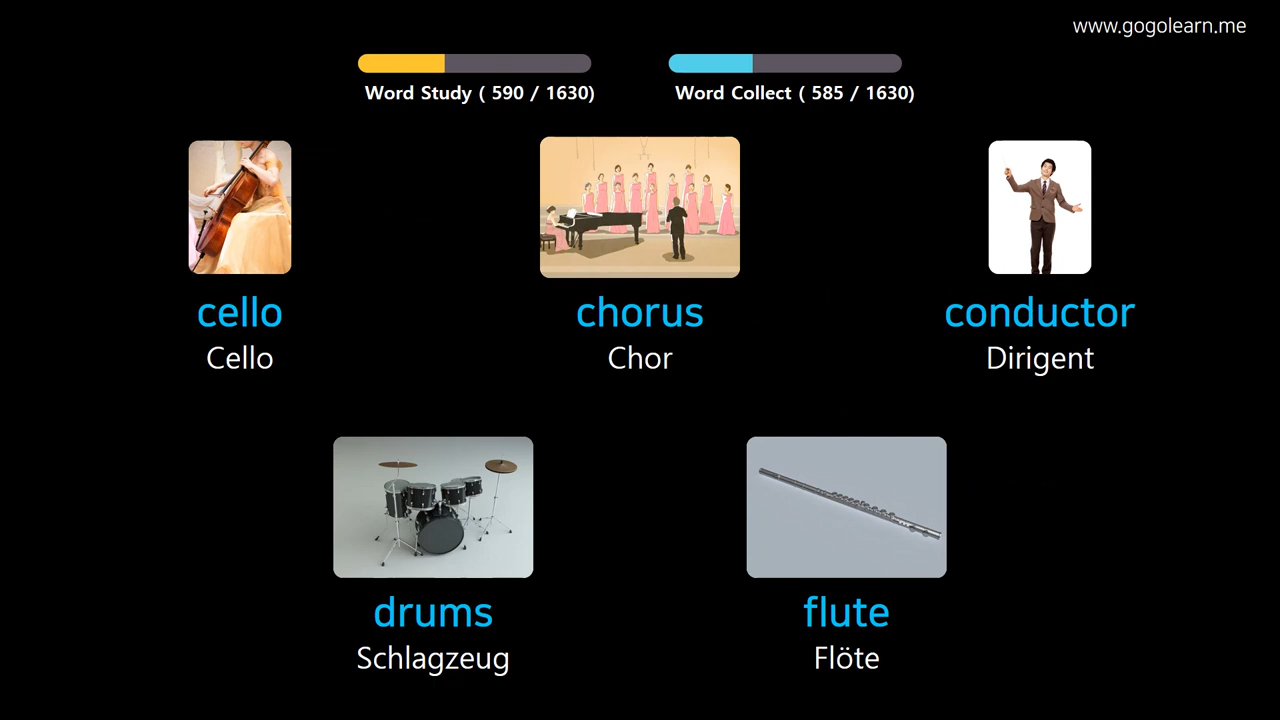 www.gogolearn.me
Word Study ( 590 / 1630)
Word Collect ( 585 / 1630)
cello
Cello
chorus
Chor
conductor
Dirigent
drums
Schlagzeug
flute
Flöte